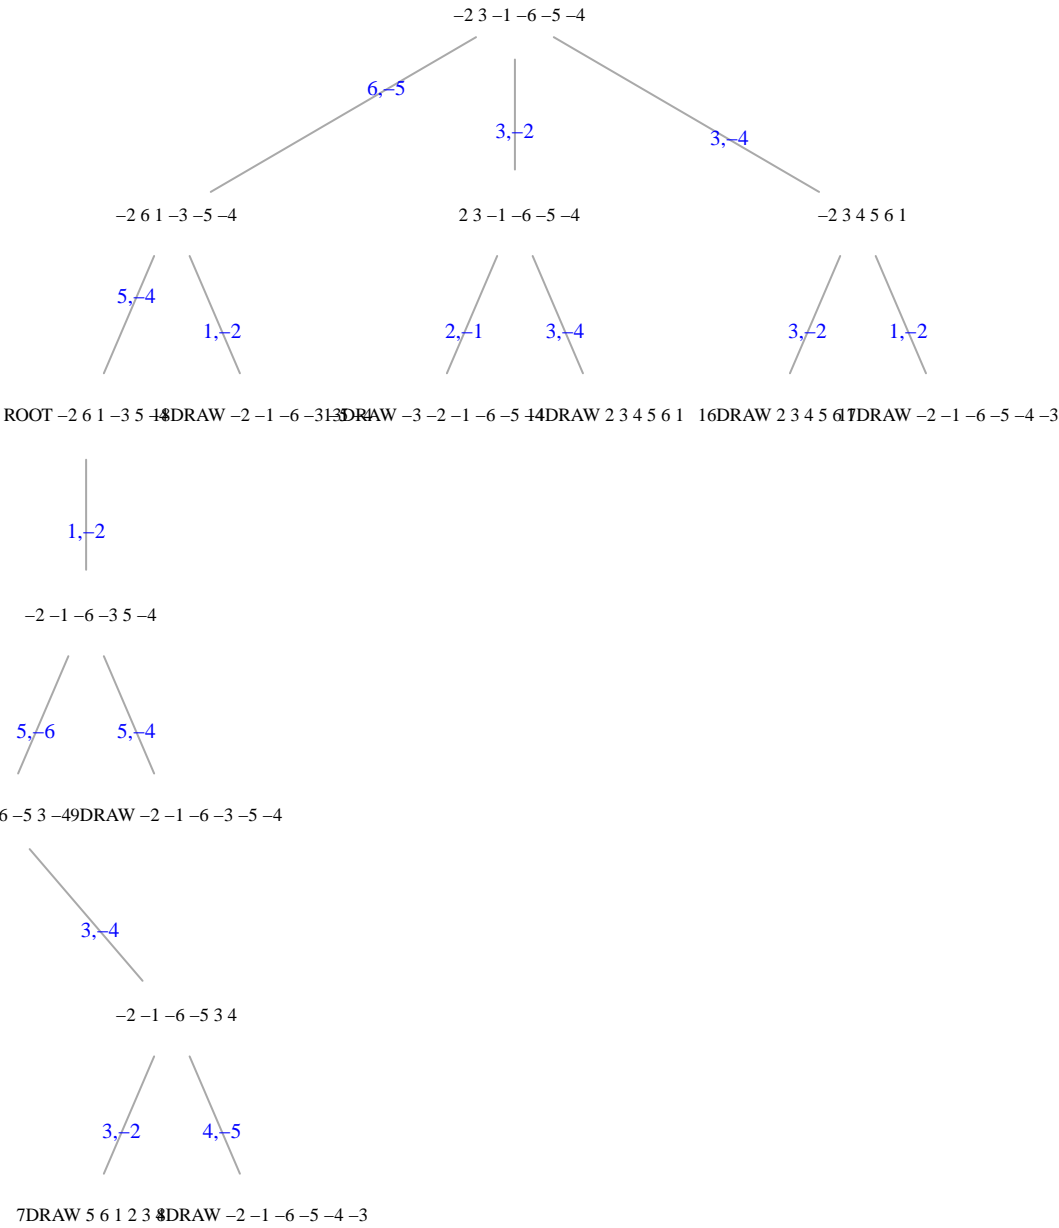 –2 3 –1 –6 –5 –4
6,–5
3,–2
3,–4
–2 6 1 –3 –5 –4
2 3 –1 –6 –5 –4
–2 3 4 5 6 1
5,–4
1,–2
2,–1
3,–4
3,–2
1,–2
ROOT –2 6 1 –3 5 DRAW –2 –1 –6 DRAW –3 –2 –1 –6 –5 DRAW 2 3 4 5 6 1 16DRAW 2 3 4 5 DRAW –2 –1 –6 –5 –4 –3
1,–2
–2 –1 –6 –3 5 –4
5,–6
5,–4
6 –5 3 –49DRAW –2 –1 –6 –3 –5 –4
3,–4
–2 –1 –6 –5 3 4
3,–2
4,–5
7DRAW 5 6 1 2 3 DRAW –2 –1 –6 –5 –4 –3